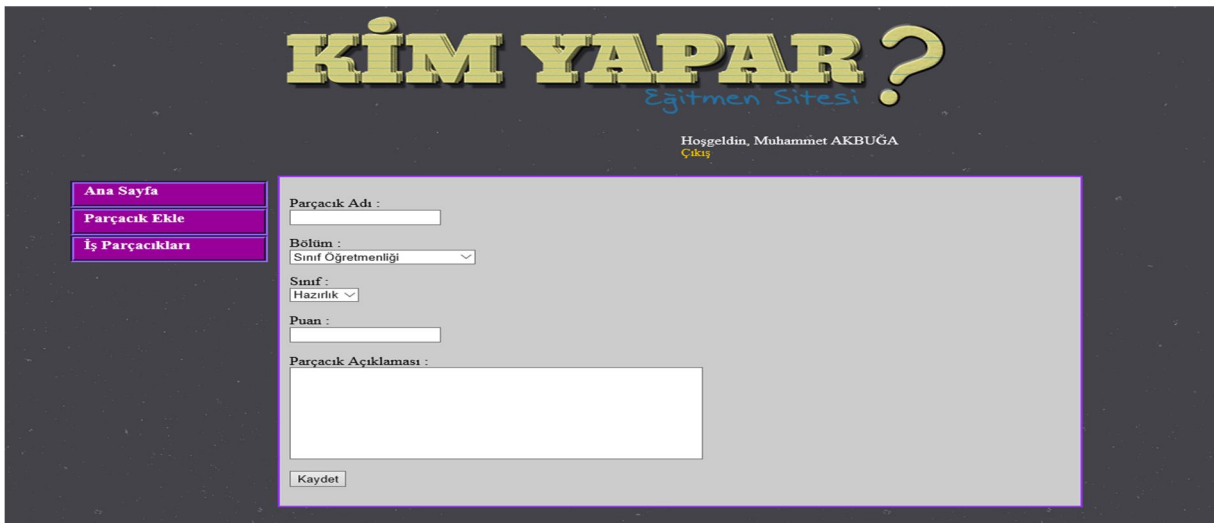 KİM YAPAR?
Eğitmen Sitesi
Hoşgeldin, Muhammet AKBUĞA
Çıkış
Ana Sayfa
Parçacık Ekle
İş Parçacıkları
Parçacık Adı :
Bölüm :
Sınıf Öğretmenliği
Sınıf :
Hazırlık
Puan :
Parçacık Açıklaması :
Kaydet